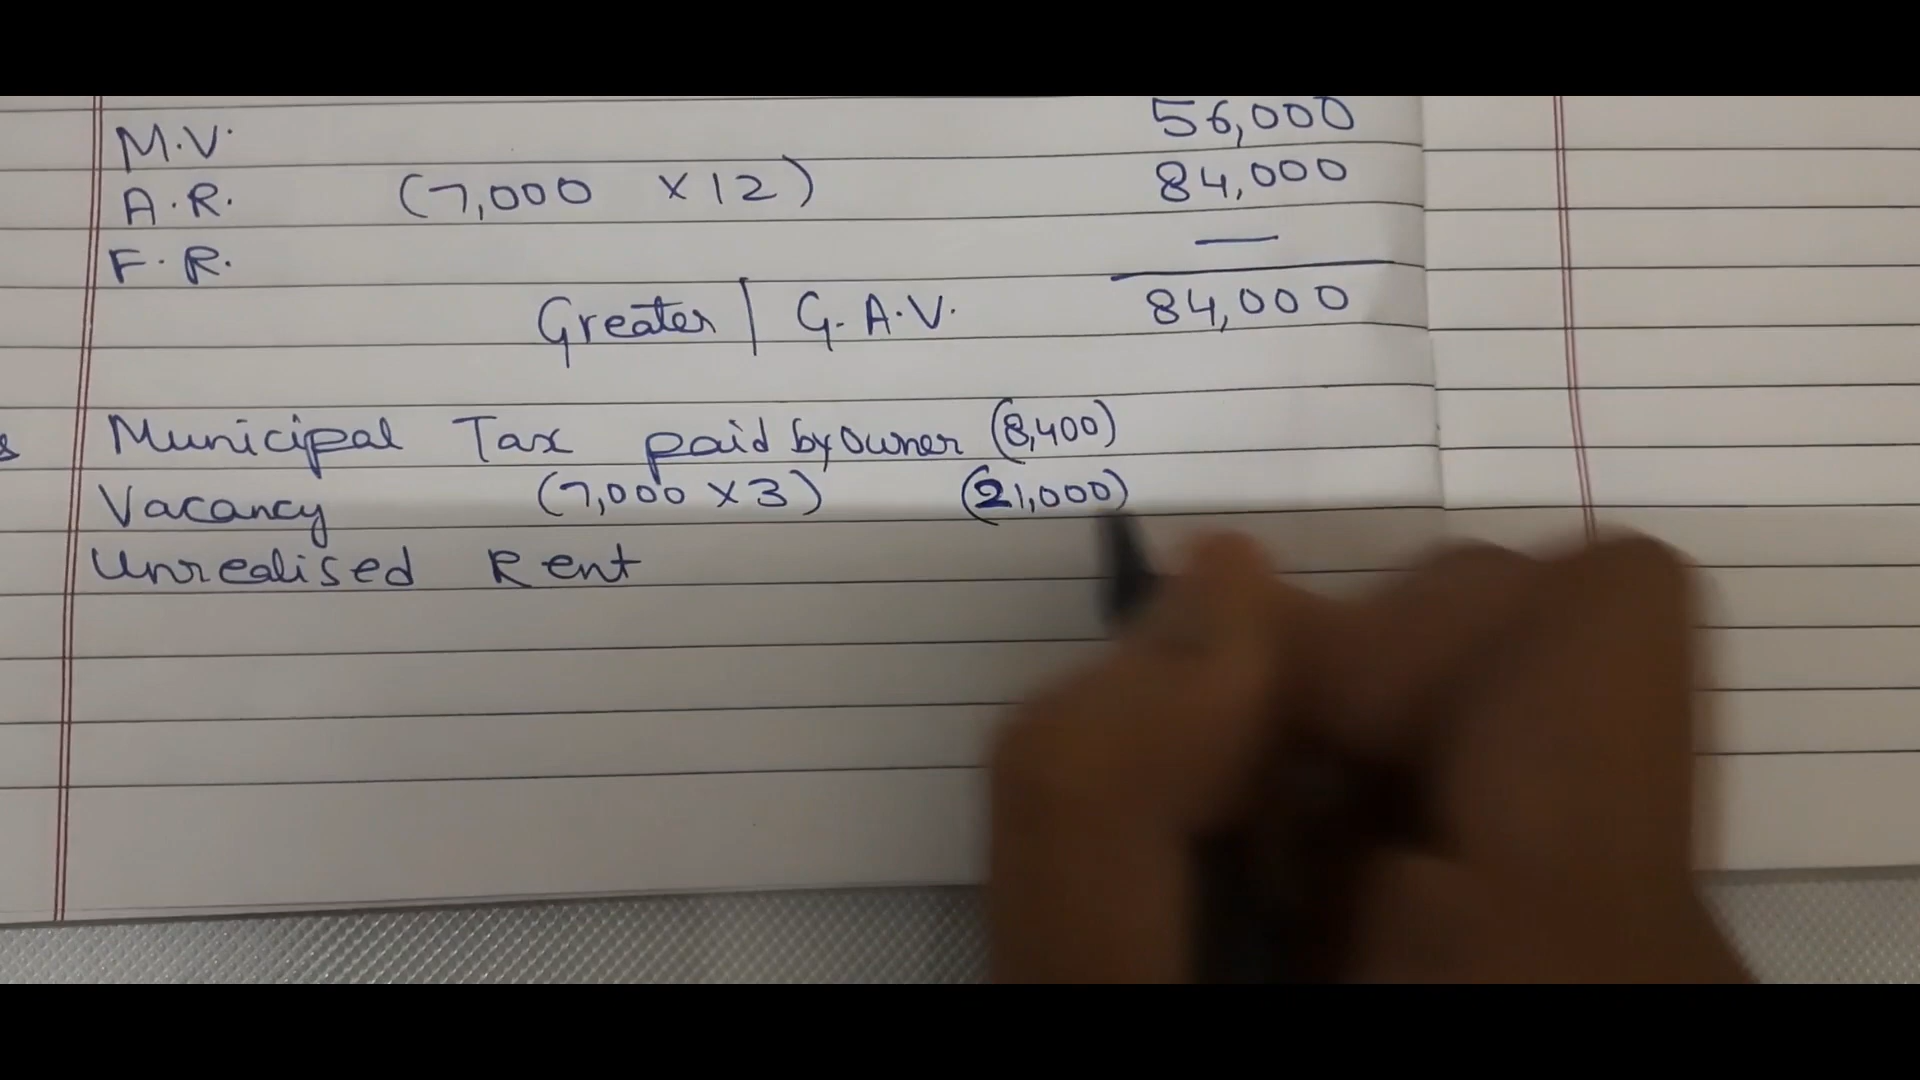 M.V. 56,000
A.R. (7,000 × 12) 84,000
F.R. —
Greater | G.A.V. 84,000
Municipal Tax paid by owner (8,400)
Vacancy (7,000 × 3) (21,000)
Unrealised Rent